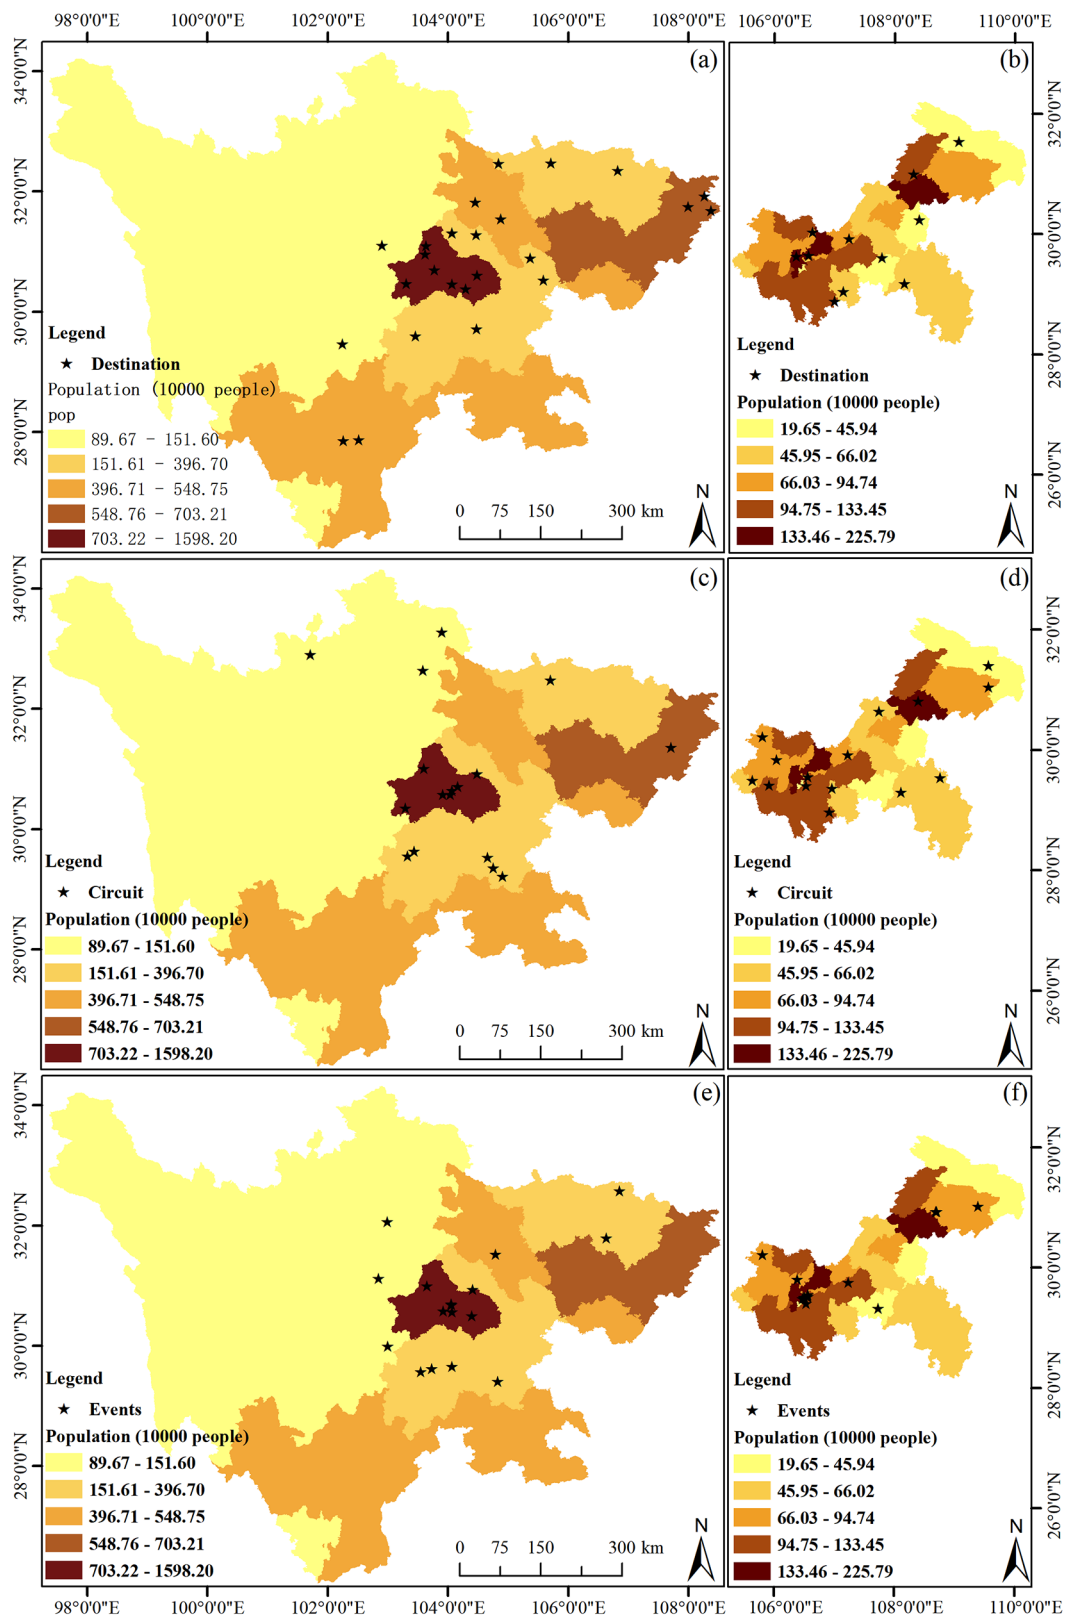 98°0'0"E 100°0'0"E 102°0'0"E 104°0'0"E 106°0'0"E 108°0'0"E 106°0'0"E 108°0'0"E 110°0'0"E
(a)
34°0'0"N
32°0'0"N
30°0'0"N
28°0'0"N
Legend
Destination
Population (10000 people)
pop
89.67 - 151.60
151.61 - 396.70
396.71 - 548.75
548.76 - 703.21
703.22 - 1598.20
0 75 150 300 km
N
(b)
32°0'0"N
30°0'0"N
28°0'0"N
26°0'0"N
Legend
Destination
Population (10000 people)
19.65 - 45.94
45.95 - 66.02
66.03 - 94.74
94.75 - 133.45
133.46 - 225.79
N
(c)
34°0'0"N
32°0'0"N
30°0'0"N
28°0'0"N
Legend
Circuit
Population (10000 people)
89.67 - 151.60
151.61 - 396.70
396.71 - 548.75
548.76 - 703.21
703.22 - 1598.20
0 75 150 300 km
N
(d)
32°0'0"N
30°0'0"N
28°0'0"N
26°0'0"N
Legend
Circuit
Population (10000 people)
19.65 - 45.94
45.95 - 66.02
66.03 - 94.74
94.75 - 133.45
133.46 - 225.79
N
(e)
34°0'0"N
32°0'0"N
30°0'0"N
28°0'0"N
Legend
Events
Population (10000 people)
89.67 - 151.60
151.61 - 396.70
396.71 - 548.75
548.76 - 703.21
703.22 - 1598.20
0 75 150 300 km
N
(f)
32°0'0"N
30°0'0"N
28°0'0"N
26°0'0"N
Legend
Events
Population (10000 people)
19.65 - 45.94
45.95 - 66.02
66.03 - 94.74
94.75 - 133.45
133.46 - 225.79
N
98°0'0"E 100°0'0"E 102°0'0"E 104°0'0"E 106°0'0"E 108°0'0"E 106°0'0"E 108°0'0"E 110°0'0"E